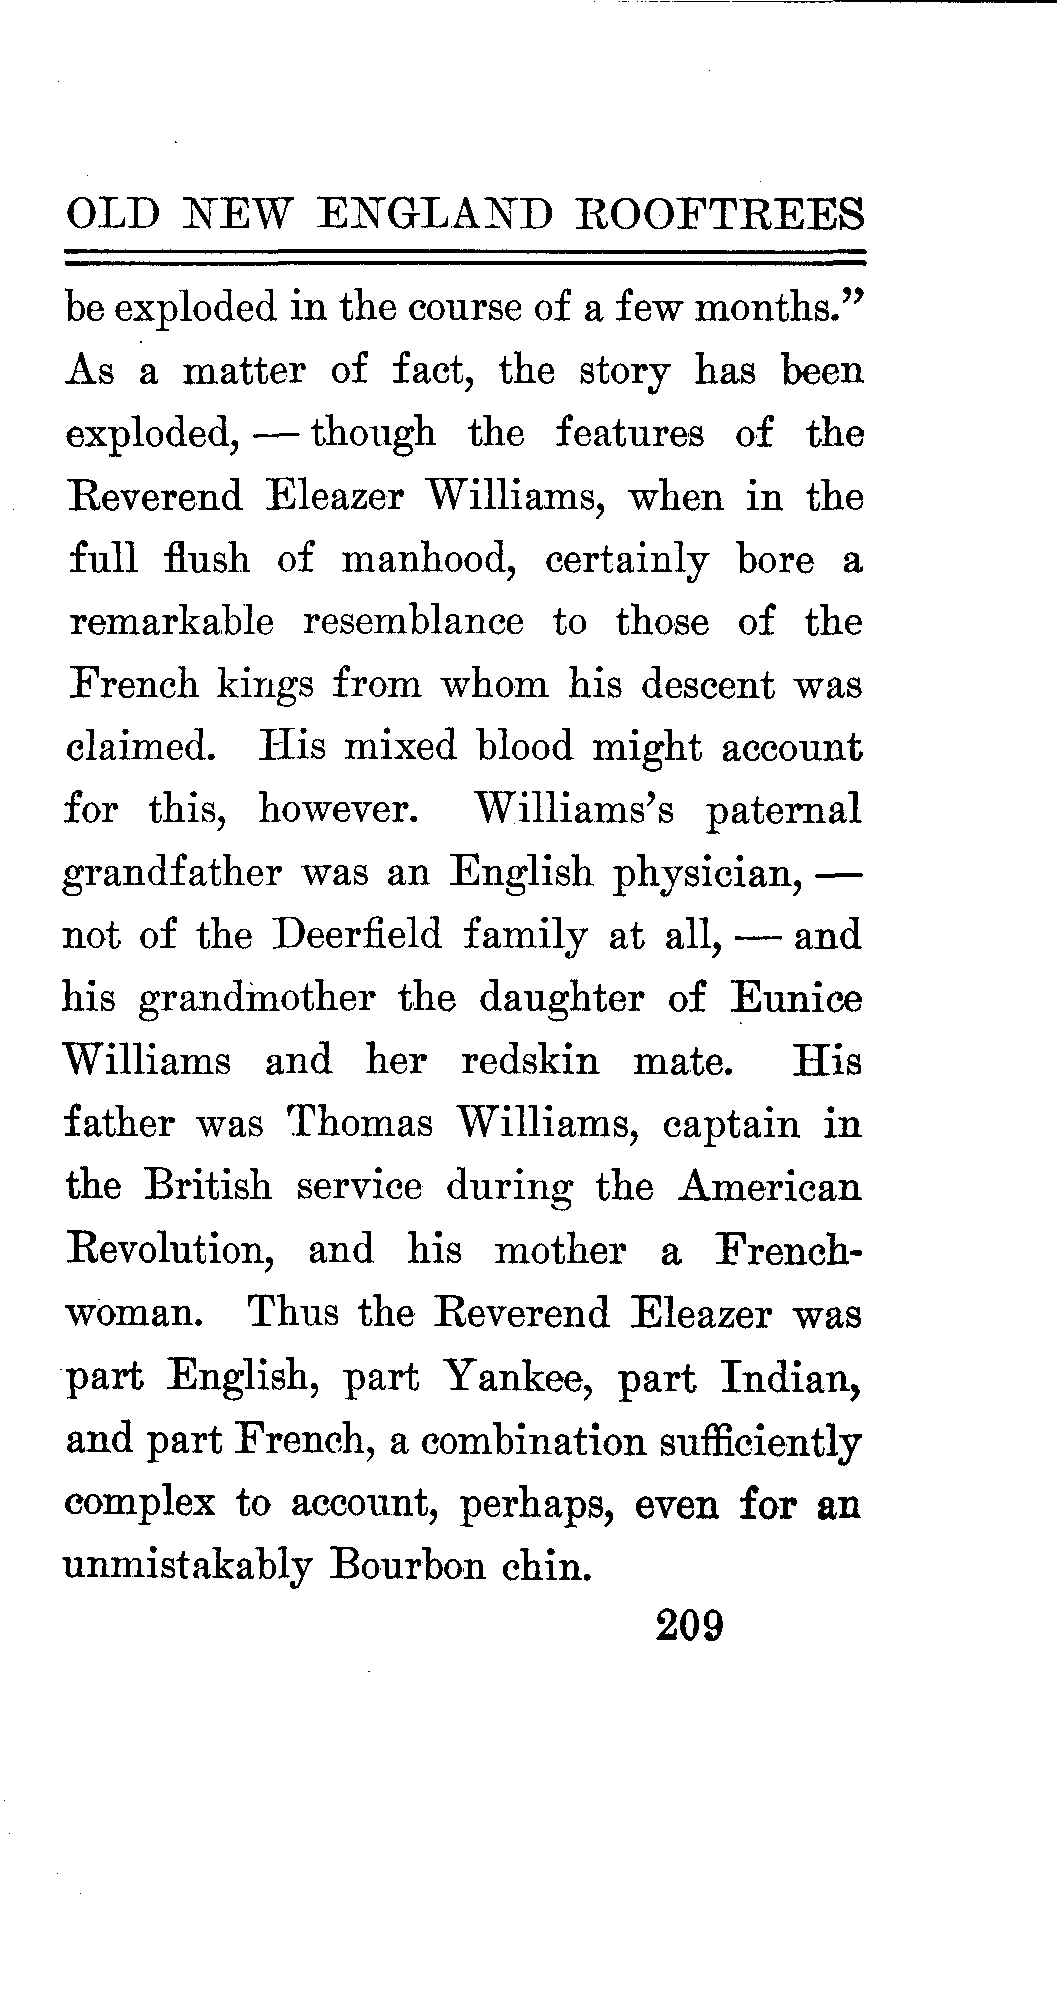 OLD NEW ENGLAND ROOFTREES
be exploded in the course of a few months.”
As a matter of fact, the story has been
exploded, — though the features of the
Reverend Eleazer Williams, when in the
full flush of manhood, certainly bore a
remarkable resemblance to those of the
French kings from whom his descent was
claimed. His mixed blood might account
for this, however. Williams’s paternal
grandfather was an English physician, —
not of the Deerfield family at all, — and
his grandmother the daughter of Eunice
Williams and her redskin mate. His
father was Thomas Williams, captain in
the British service during the American
Revolution, and his mother a French-
woman. Thus the Reverend Eleazer was
part English, part Yankee, part Indian,
and part French, a combination sufficiently
complex to account, perhaps, even for an
unmistakably Bourbon chin.
209